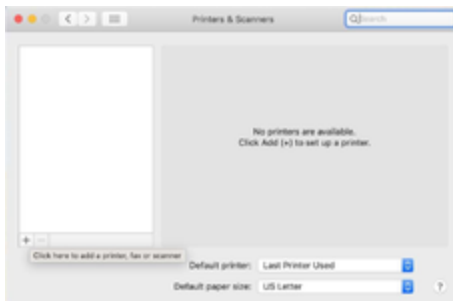 Printers & Scanners
Search
No printers are available.
Click Add (+) to set up a printer.
+ −
Click here to add a printer, fax or scanner
Default printer: Last Printer Used
Default paper size: US Letter
?